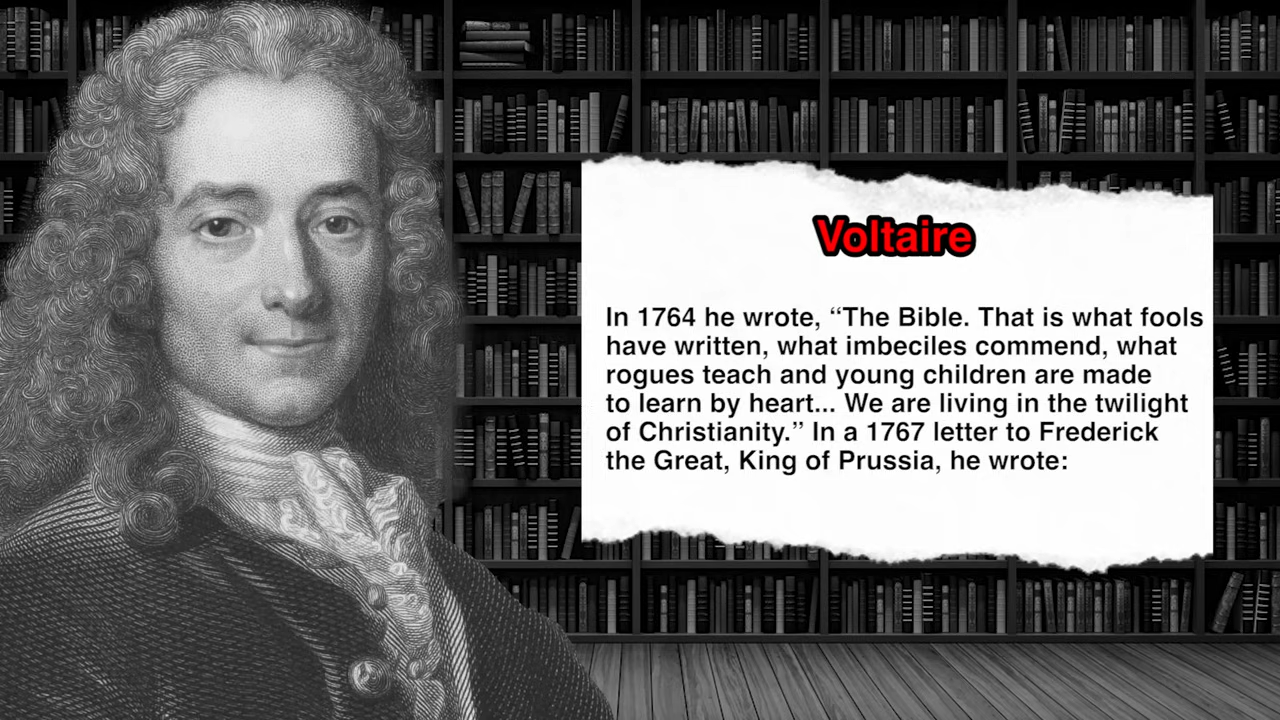 Voltaire
In 1764 he wrote, “The Bible. That is what fools
have written, what imbeciles commend, what
rogues teach and young children are made
to learn by heart... We are living in the twilight
of Christianity.” In a 1767 letter to Frederick
the Great, King of Prussia, he wrote: